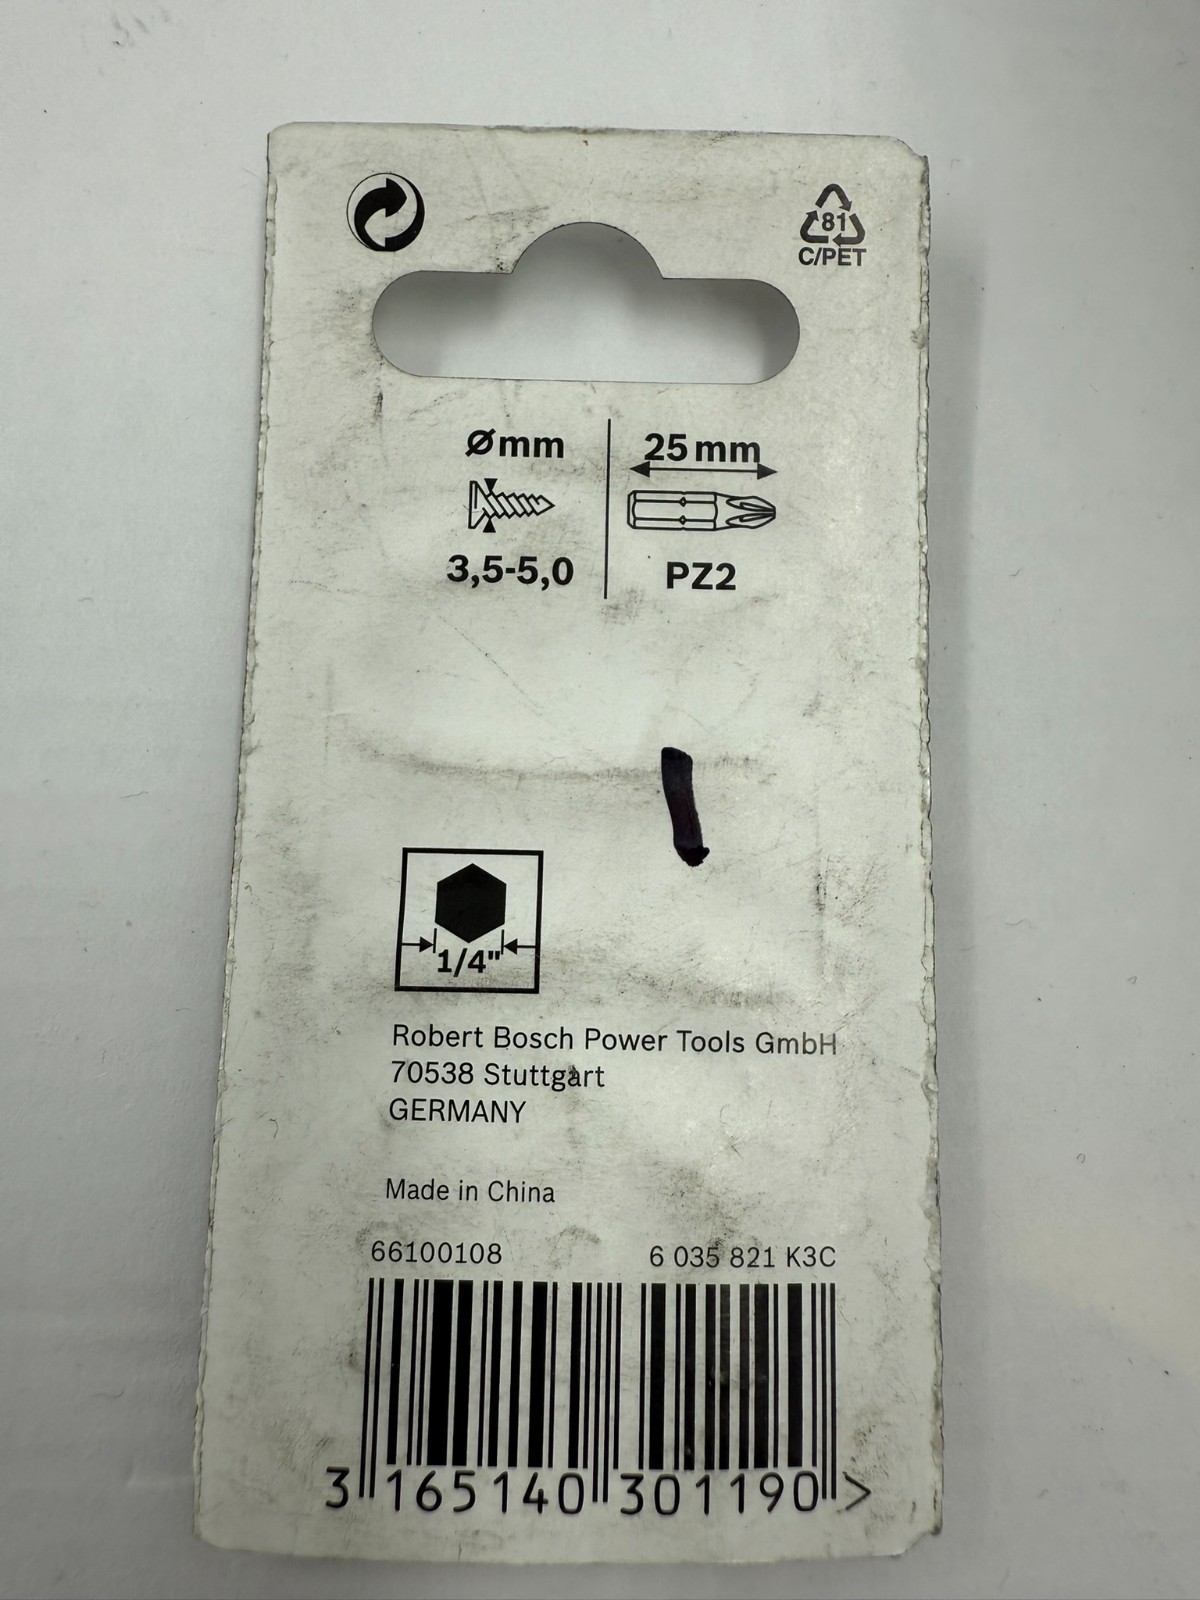 81
C/PET
Ømm
25 mm
3,5-5,0
PZ2
1/4"
Robert Bosch Power Tools GmbH
70538 Stuttgart
GERMANY
Made in China
66100108
6 035 821 K3C
3 165140 301190 >